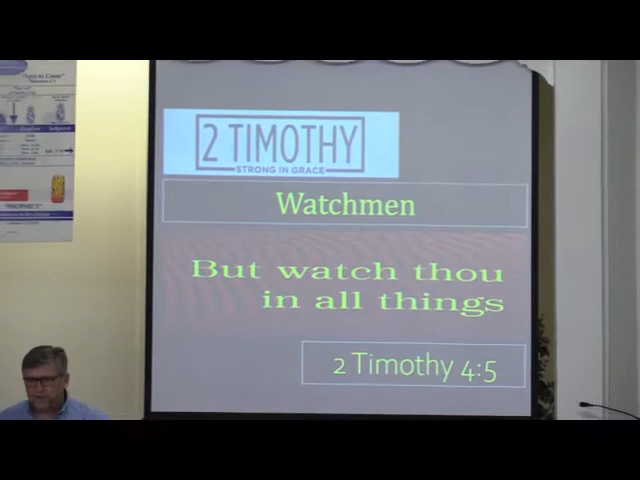 2 TIMOTHY
STRONG IN GRACE
Watchmen
But watch thou
in all things
2 Timothy 4:5